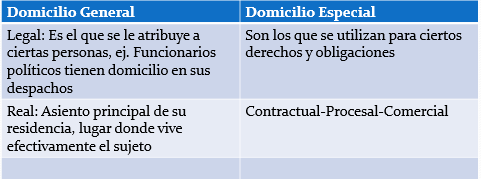 Domicilio General
Domicilio Especial
Legal: Es el que se le atribuye a
ciertas personas, ej. Funcionarios
políticos tienen domicilio en sus
despachos
Son los que se utilizan para ciertos
derechos y obligaciones
Real: Asiento principal de su
residencia, lugar donde vive
efectivamente el sujeto
Contractual-Procesal-Comercial